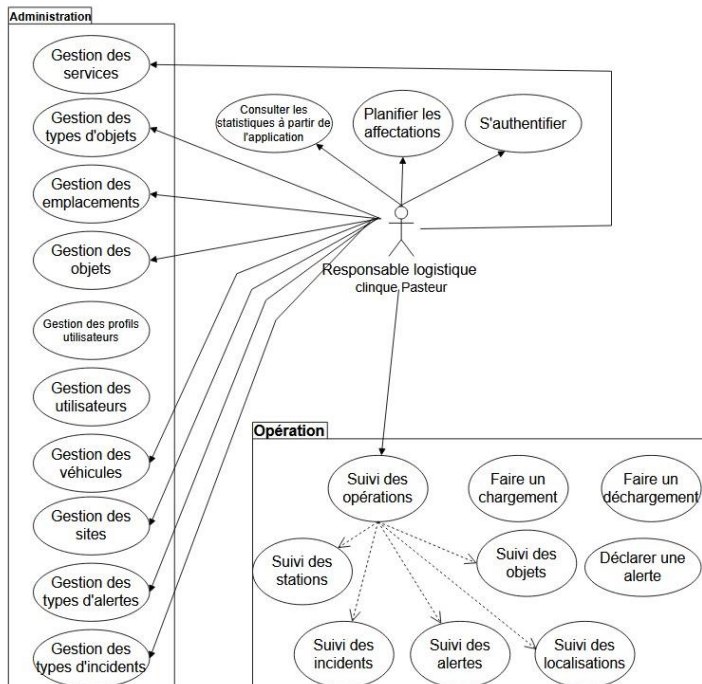 Administration
Gestion des
services
Gestion des
types d'objets
Gestion des
emplacements
Gestion des
objets
Gestion des profils
utilisateurs
Gestion des
utilisateurs
Gestion des
véhicules
Gestion des
sites
Gestion des
types d'alertes
Gestion des
types d'incidents
Consulter les
statistiques à partir de
l'application
Planifier les
affectations
S'authentifier
Responsable logistique
clinque Pasteur
Opération
Suivi des
opérations
Faire un
chargement
Faire un
déchargement
Suivi des
stations
Suivi des
objets
Déclarer une
alerte
Suivi des
incidents
Suivi des
alertes
Suivi des
localisations